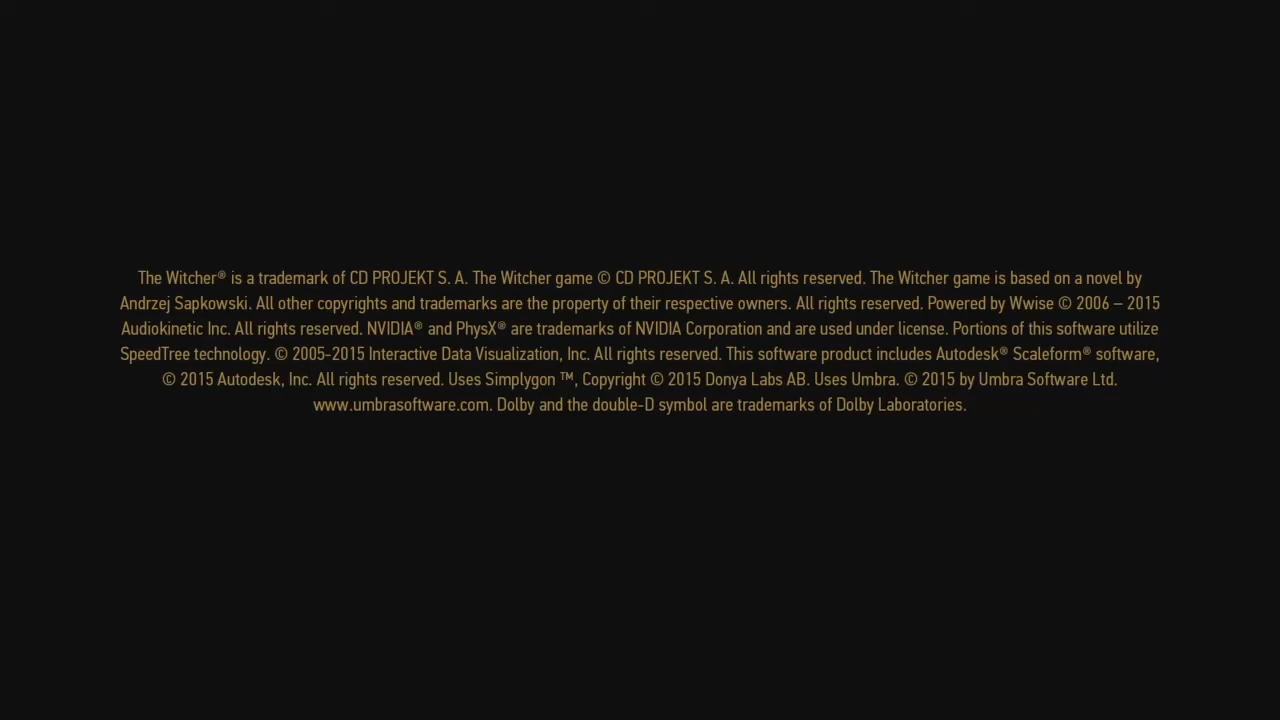 The Witcher® is a trademark of CD PROJEKT S. A. The Witcher game © CD PROJEKT S. A. All rights reserved. The Witcher game is based on a novel by
Andrzej Sapkowski. All other copyrights and trademarks are the property of their respective owners. All rights reserved. Powered by Wwise © 2006 – 2015
Audiokinetic Inc. All rights reserved. NVIDIA® and PhysX® are trademarks of NVIDIA Corporation and are used under license. Portions of this software utilize
SpeedTree technology. © 2005-2015 Interactive Data Visualization, Inc. All rights reserved. This software product includes Autodesk® Scaleform® software,
© 2015 Autodesk, Inc. All rights reserved. Uses Simplygon ™, Copyright © 2015 Donya Labs AB. Uses Umbra. © 2015 by Umbra Software Ltd.
www.umbrasoftware.com. Dolby and the double-D symbol are trademarks of Dolby Laboratories.